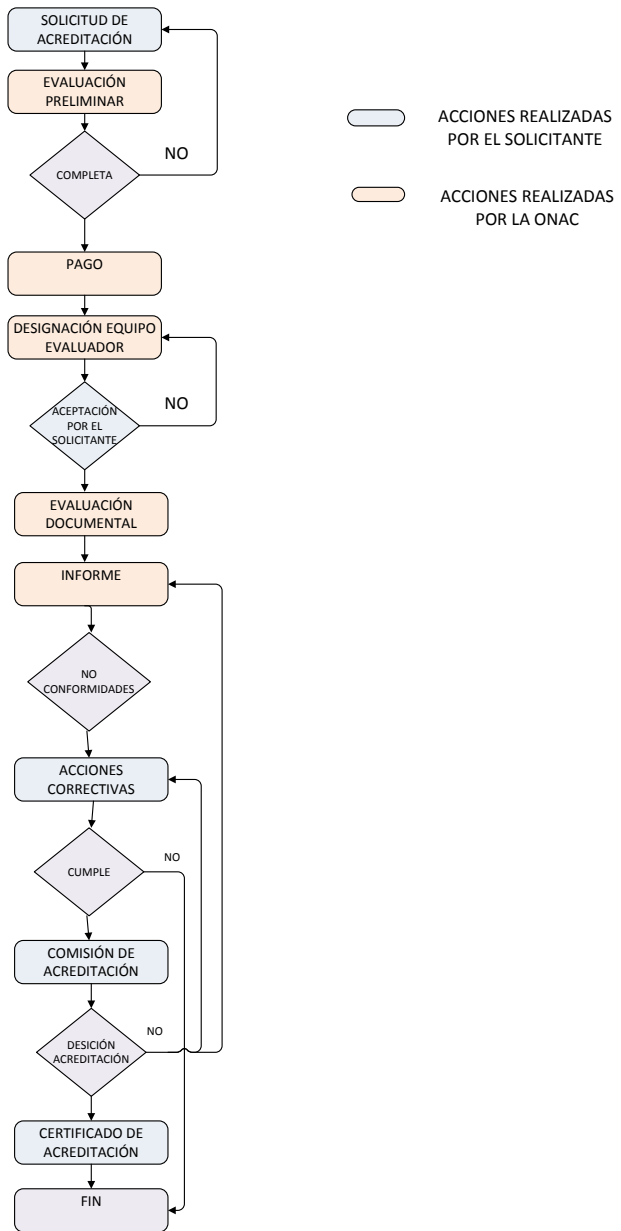 SOLICITUD DE
ACREDITACIÓN
EVALUACIÓN
PRELIMINAR
COMPLETA
NO
PAGO
DESIGNACIÓN EQUIPO
EVALUADOR
ACEPTACIÓN
POR EL
SOLICITANTE
NO
EVALUACIÓN
DOCUMENTAL
INFORME
NO
CONFORMIDADES
ACCIONES
CORRECTIVAS
CUMPLE
NO
COMISIÓN DE
ACREDITACIÓN
DESICIÓN
ACREDITACIÓN
NO
CERTIFICADO DE
ACREDITACIÓN
FIN
ACCIONES REALIZADAS
POR EL SOLICITANTE
ACCIONES REALIZADAS
POR LA ONAC